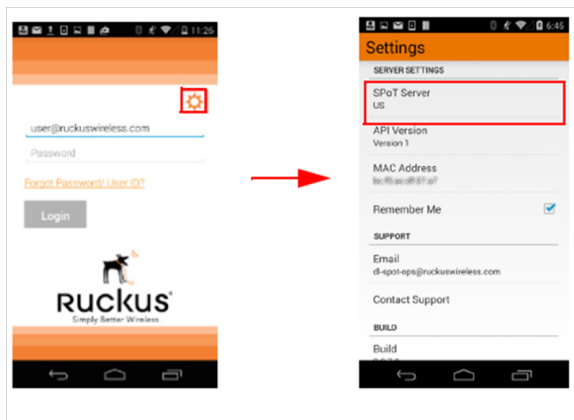 11:26
user@ruckuswireless.com
Password
Forgot Password/ User ID?
Login
RUCKUS
Simply Better Wireless.
6:45
Settings
SERVER SETTINGS
SPoT Server
US
API Version
Version 1
MAC Address
Remember Me
SUPPORT
Email
dl-spot-ops@ruckuswireless.com
Contact Support
BUILD
Build